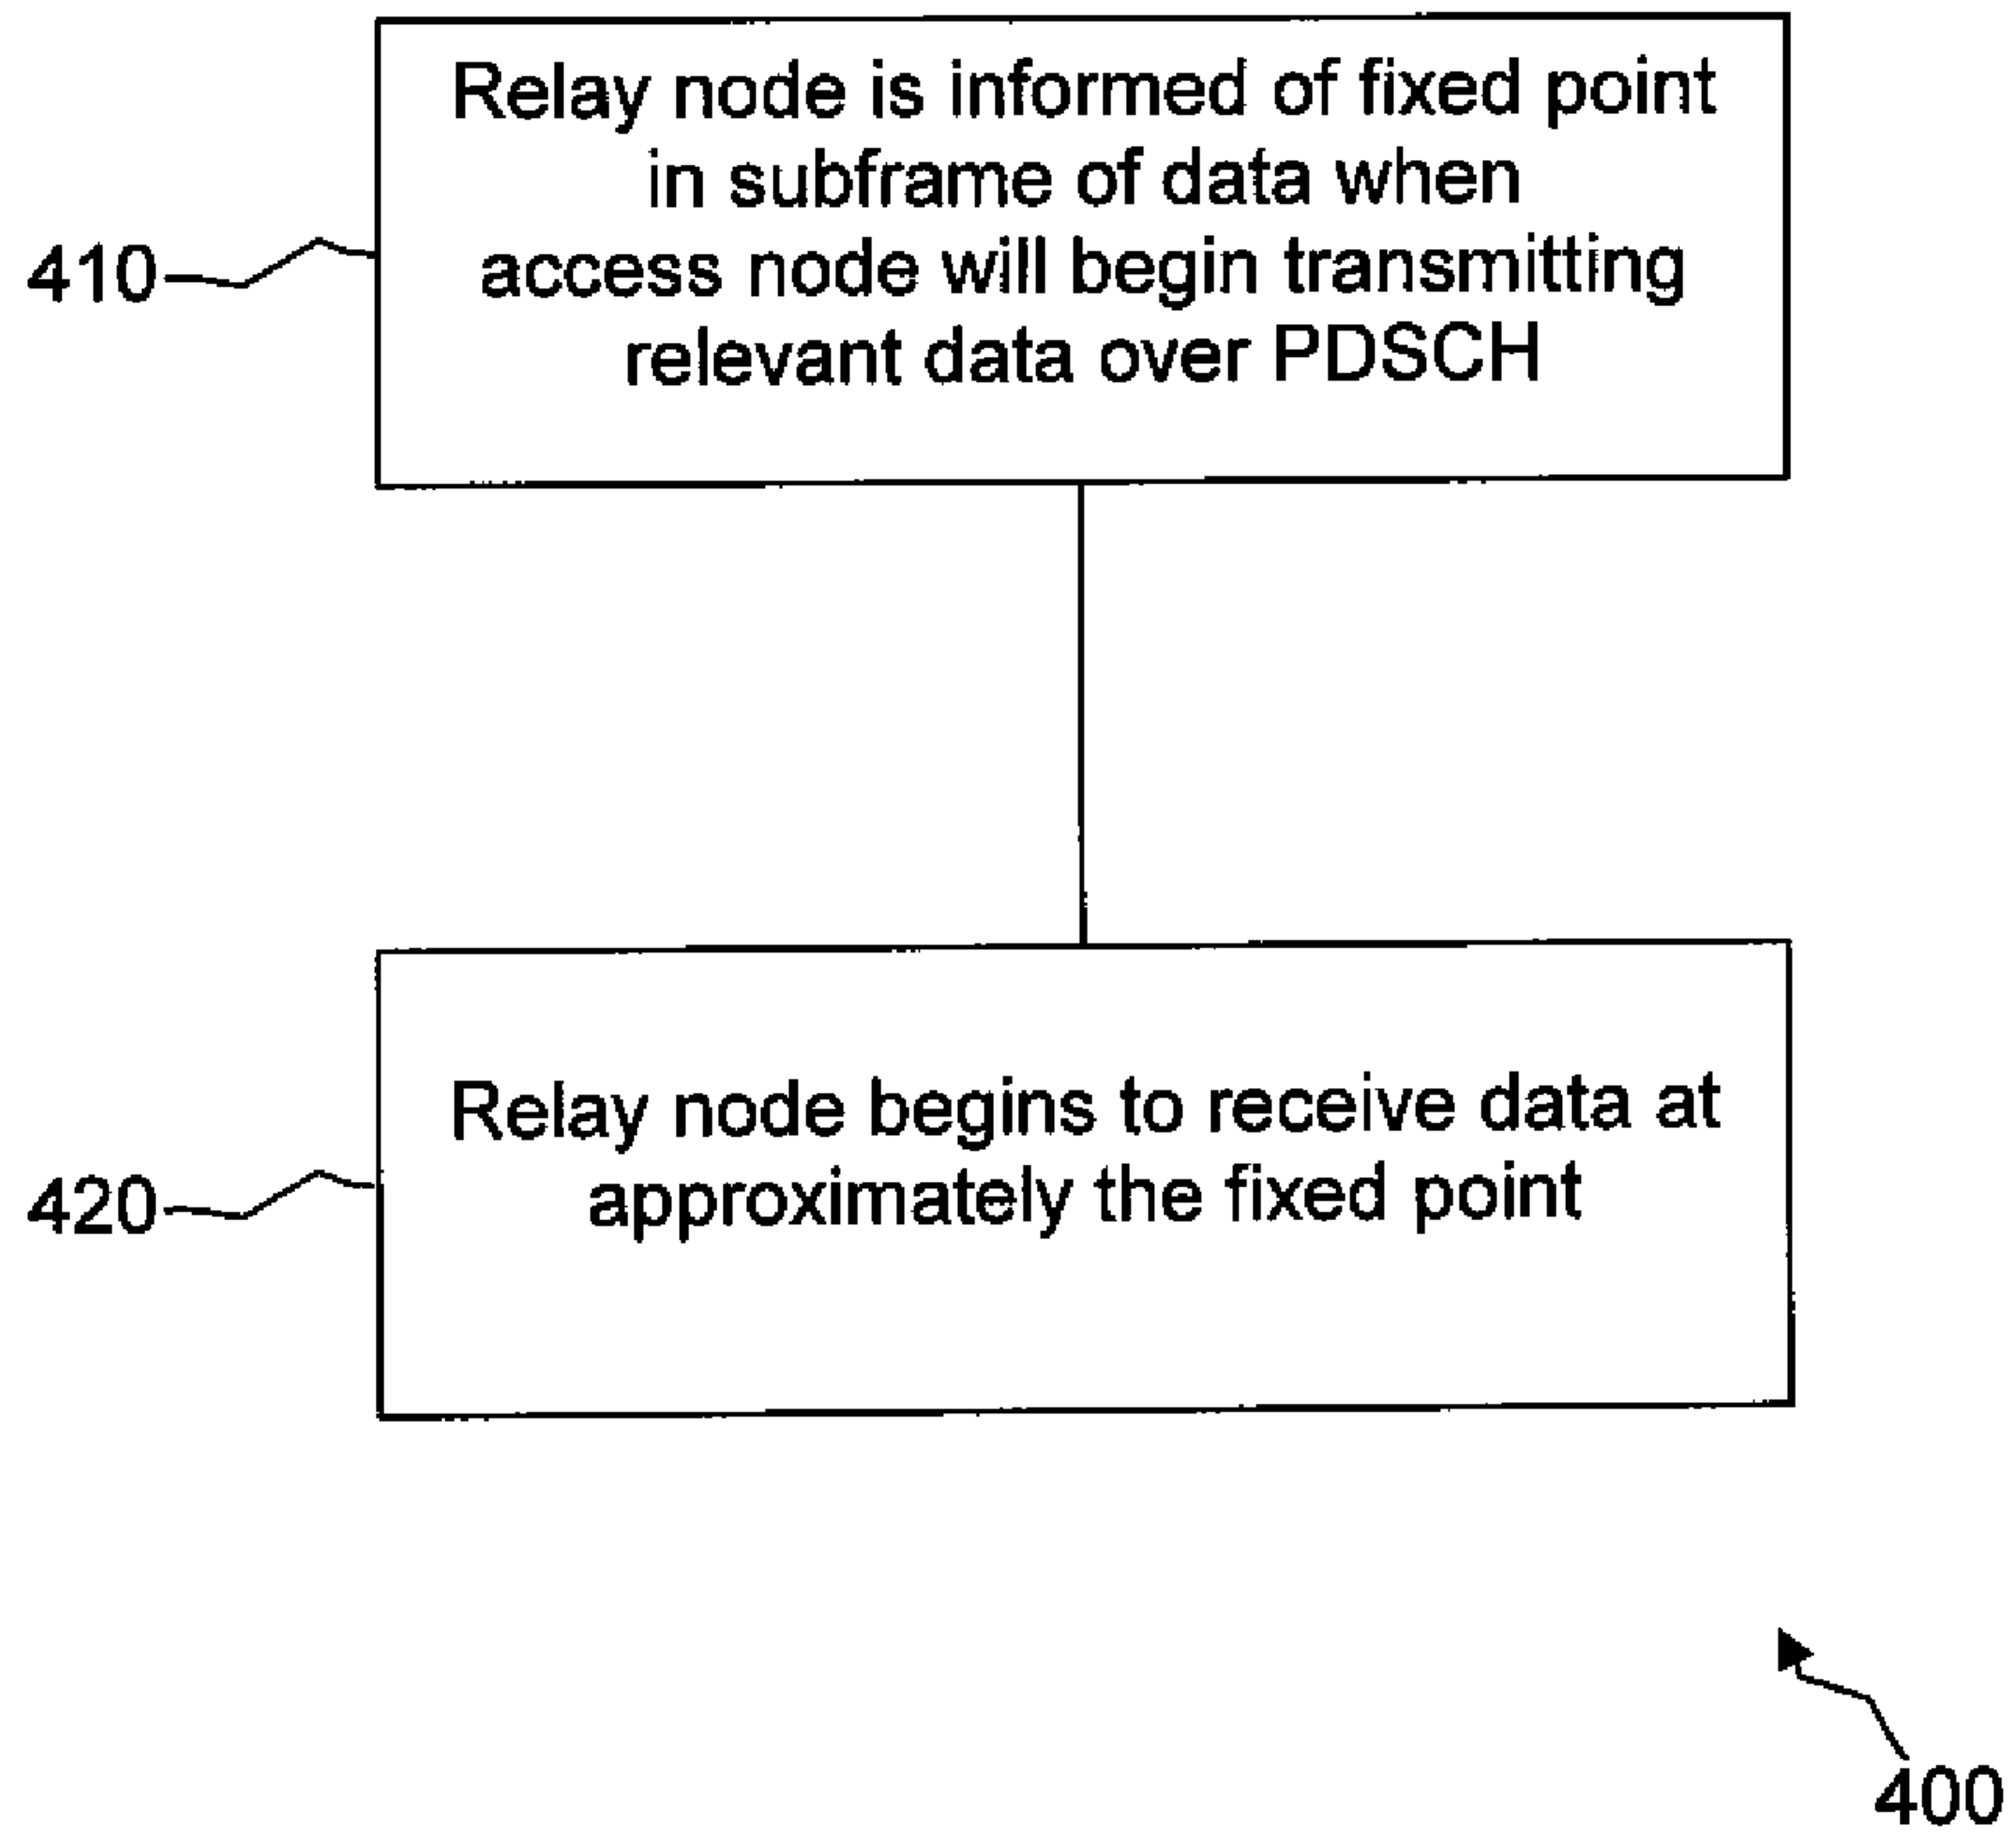 Relay node is informed of fixed point
in subframe of data when
access node will begin transmitting
relevant data over PDSCH
410
Relay node begins to receive data at
approximately the fixed point
420
400